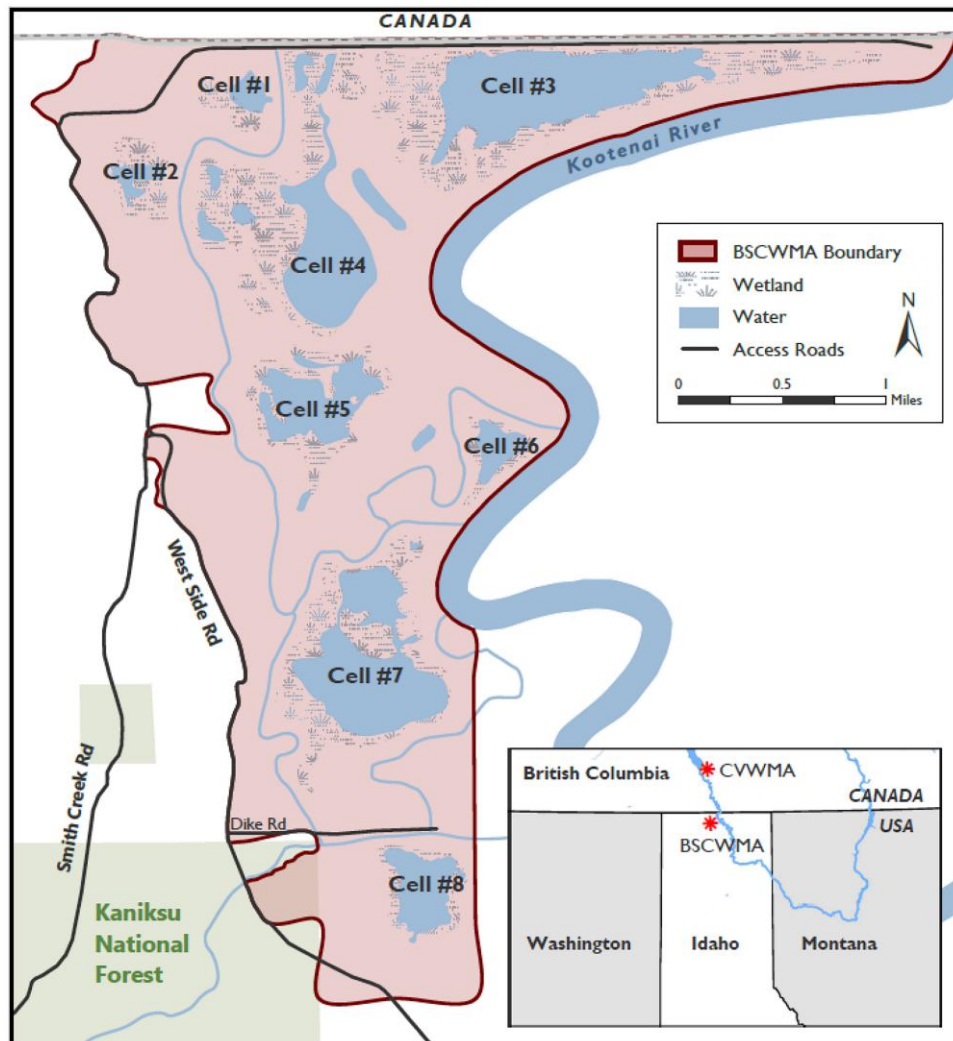 CANADA
Cell #1
Cell #3
Kootenai River
Cell #2
Cell #4
BSCWMA Boundary
Wetland
Water
Access Roads
N
0 0.5 1
Miles
Cell #5
Cell #6
West Side Rd
Cell #7
Smith Creek Rd
Dike Rd
Cell #8
Kaniksu
National
Forest
British Columbia
CVWMA
CANADA
USA
BSCWMA
Washington
Idaho
Montana